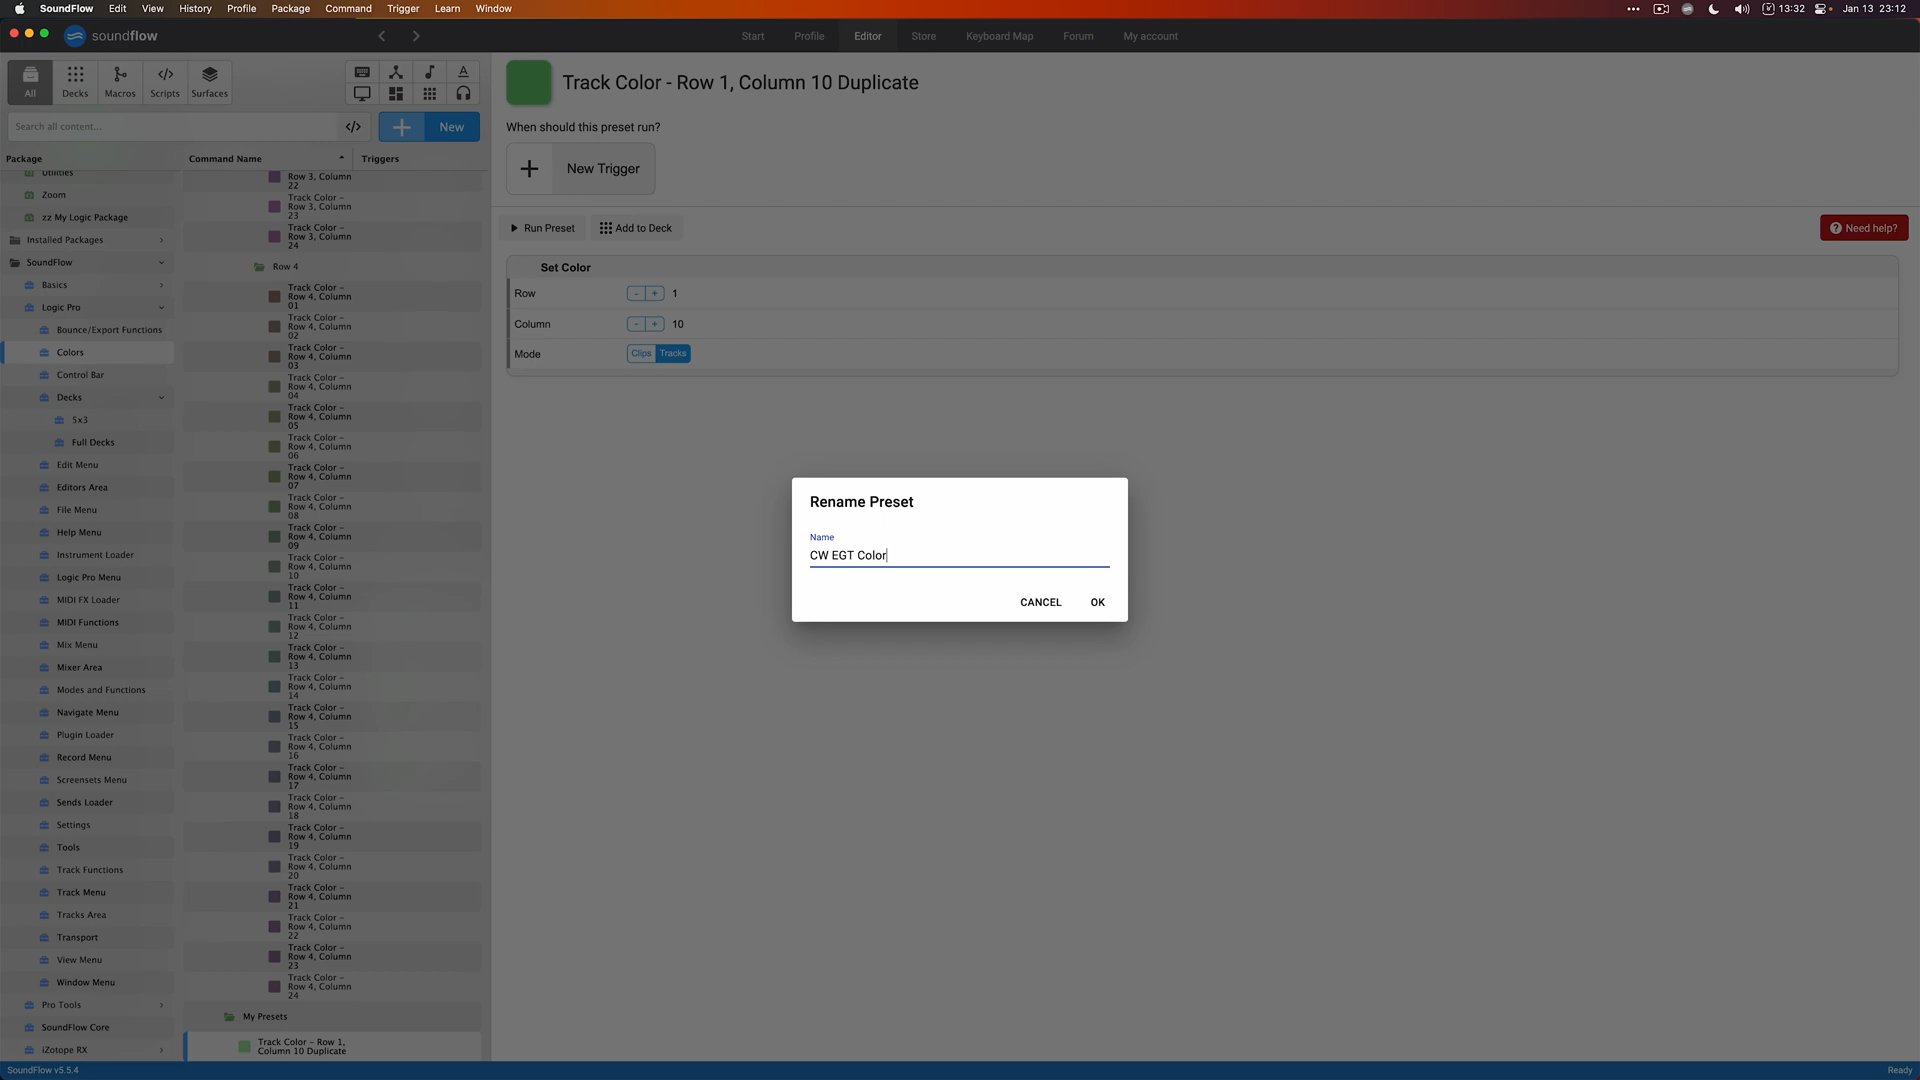 SoundFlow Edit View History Profile Package Command Trigger Learn Window
13:32 Jan 13 23:12
soundflow
Start Profile Editor Store Keyboard Map Forum My account
All Decks Macros Scripts Surfaces
Search all content...
New
Package
Command Name
Triggers
Utilities
Zoom
zz My Logic Package
Installed Packages
SoundFlow
Basics
Logic Pro
Bounce/Export Functions
Colors
Control Bar
Decks
5x3
Full Decks
Edit Menu
Editors Area
File Menu
Help Menu
Instrument Loader
Logic Pro Menu
MIDI FX Loader
MIDI Functions
Mix Menu
Mixer Area
Modes and Functions
Navigate Menu
Plugin Loader
Record Menu
Screensets Menu
Sends Loader
Settings
Tools
Track Functions
Track Menu
Tracks Area
Transport
View Menu
Window Menu
Pro Tools
SoundFlow Core
iZotope RX
Row 3, Column
22
Track Color -
Row 3, Column
23
Track Color -
Row 3, Column
24
Row 4
Track Color -
Row 4, Column
01
Track Color -
Row 4, Column
02
Track Color -
Row 4, Column
03
Track Color -
Row 4, Column
04
Track Color -
Row 4, Column
05
Track Color -
Row 4, Column
06
Track Color -
Row 4, Column
07
Track Color -
Row 4, Column
08
Track Color -
Row 4, Column
09
Track Color -
Row 4, Column
10
Track Color -
Row 4, Column
11
Track Color -
Row 4, Column
12
Track Color -
Row 4, Column
13
Track Color -
Row 4, Column
14
Track Color -
Row 4, Column
15
Track Color -
Row 4, Column
16
Track Color -
Row 4, Column
17
Track Color -
Row 4, Column
18
Track Color -
Row 4, Column
19
Track Color -
Row 4, Column
20
Track Color -
Row 4, Column
21
Track Color -
Row 4, Column
22
Track Color -
Row 4, Column
23
Track Color -
Row 4, Column
24
My Presets
Track Color - Row 1,
Column 10 Duplicate
Track Color - Row 1, Column 10 Duplicate
When should this preset run?
+ New Trigger
Run Preset
Add to Deck
Need help?
Set Color
Row - + 1
Column - + 10
Mode Clips Tracks
Rename Preset
Name
CW EGT Color
CANCEL OK
SoundFlow v5.5.4
Ready